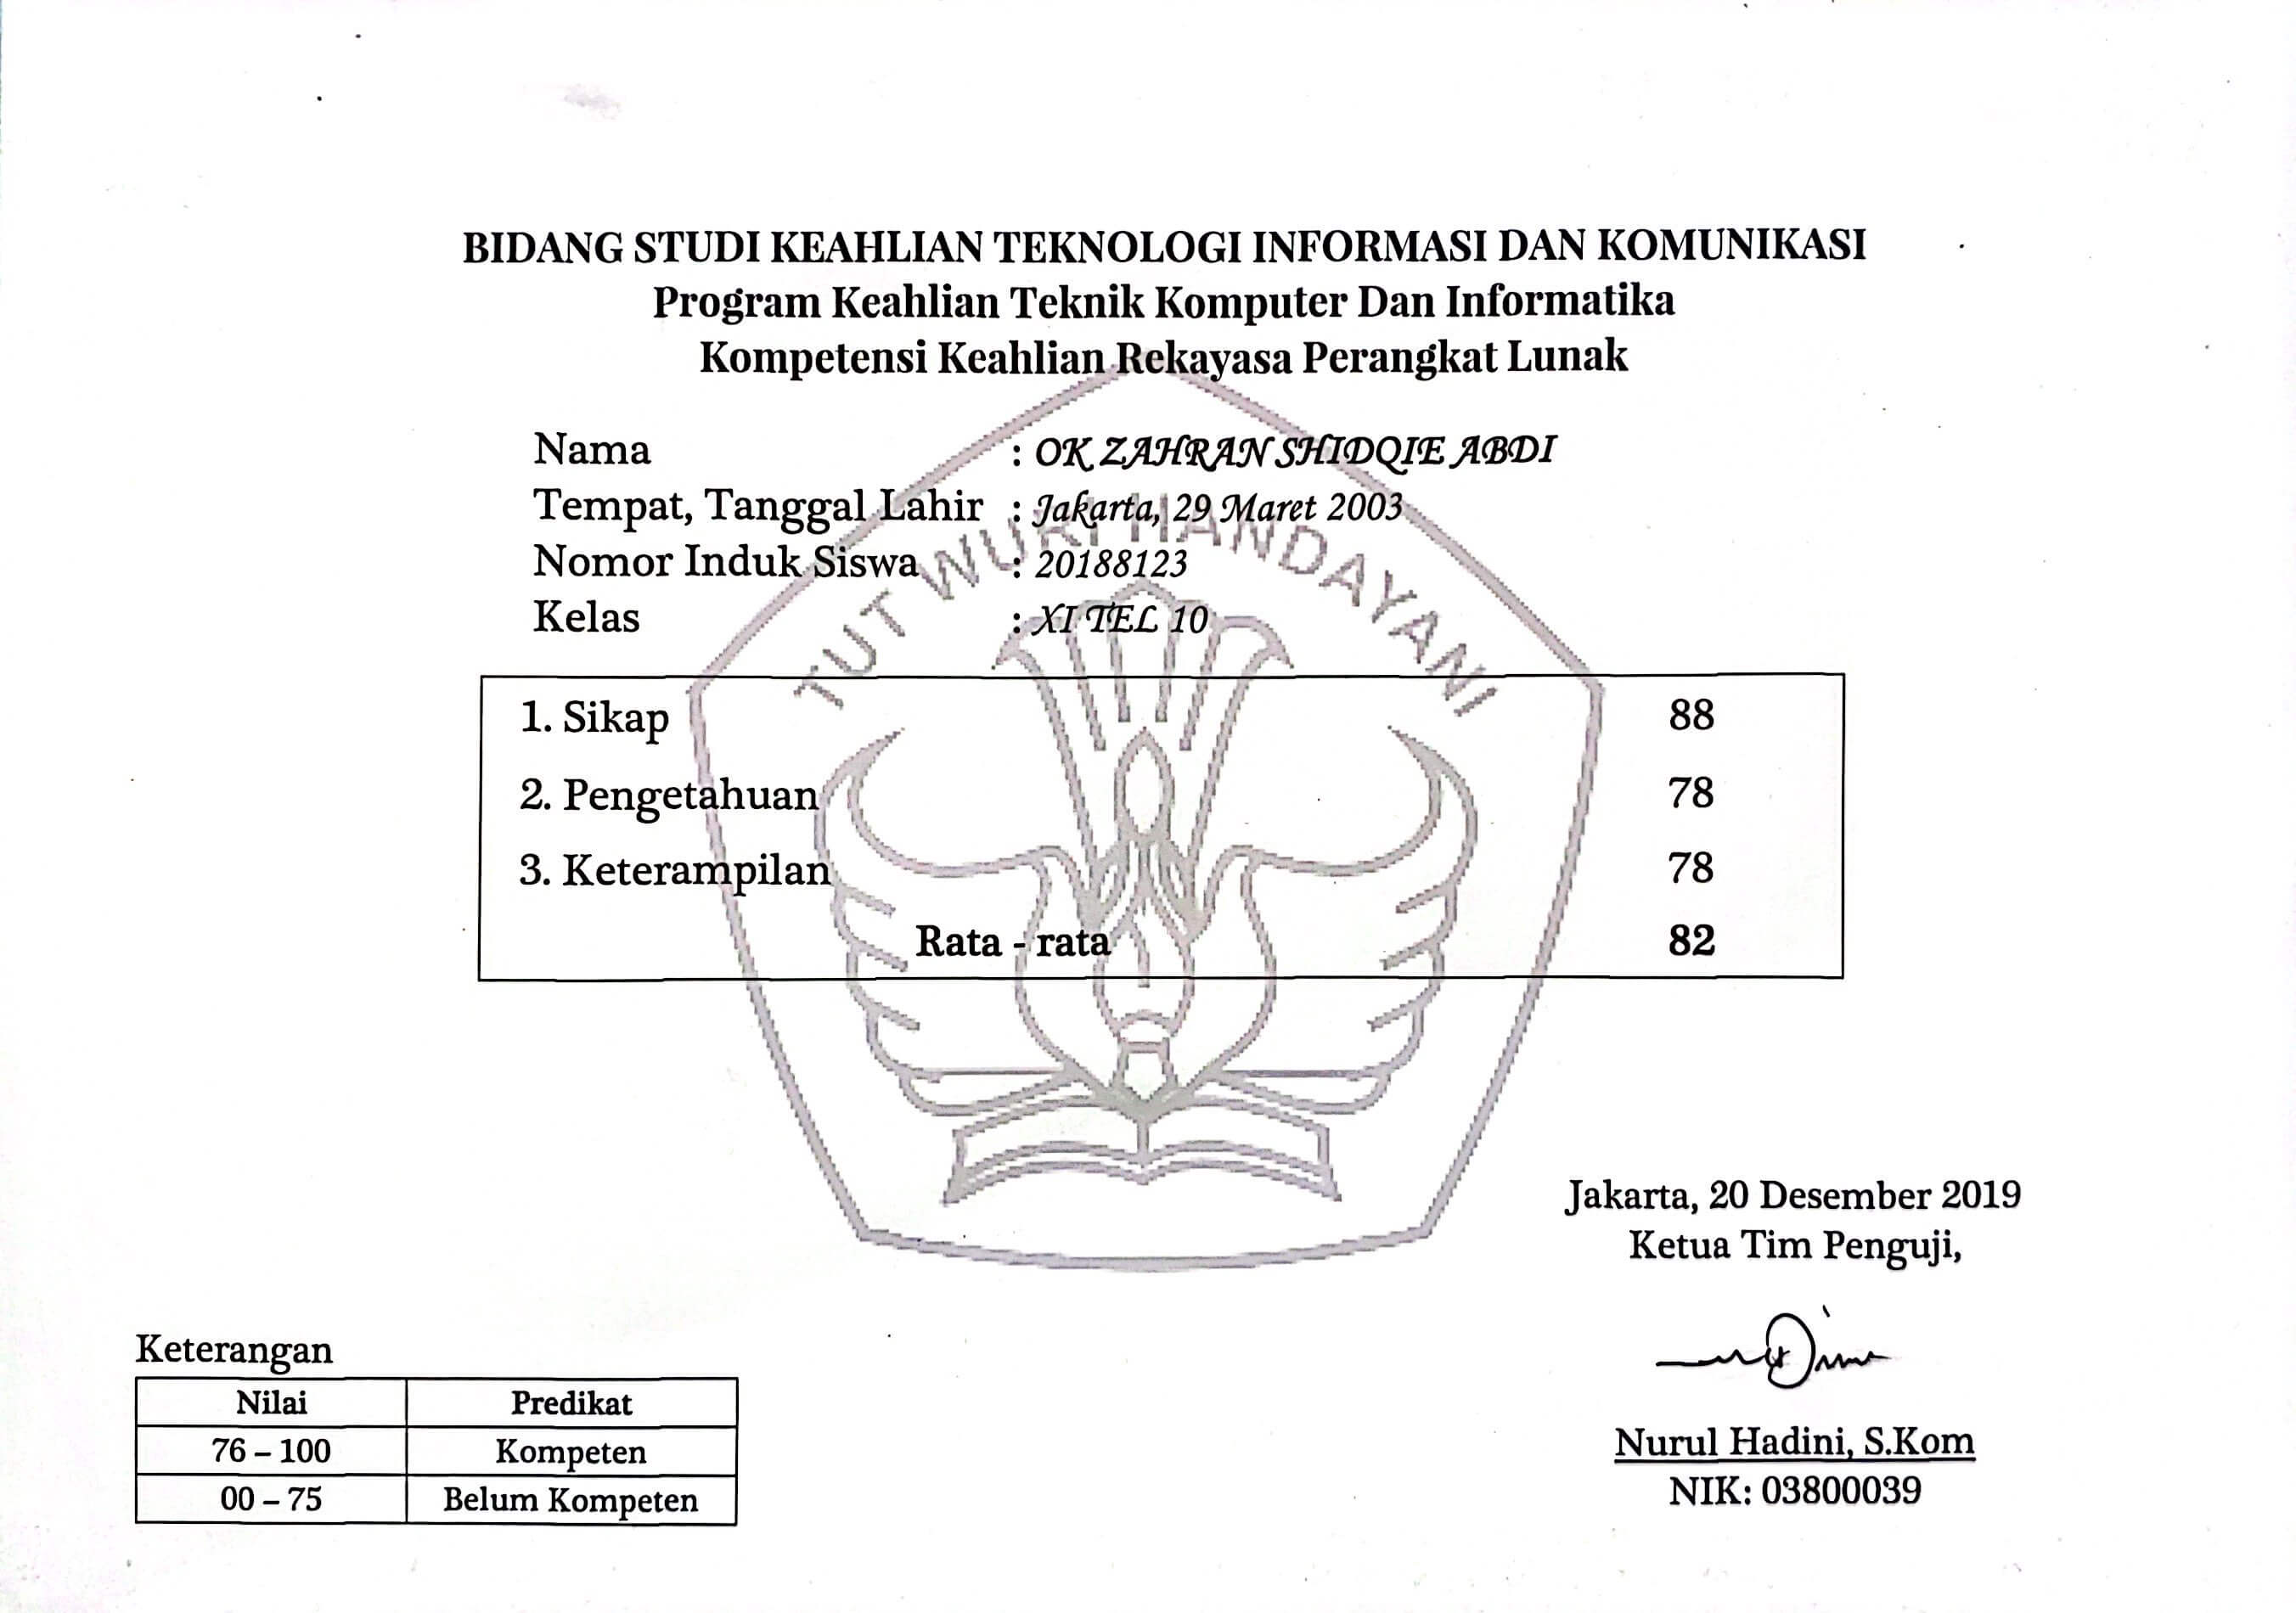 BIDANG STUDI KEAHLIAN TEKNOLOGI INFORMASI DAN KOMUNIKASI
Program Keahlian Teknik Komputer Dan Informatika
Kompetensi Keahlian Rekayasa Perangkat Lunak
Nama : OK ZAHRAN SHIDQIE ABDI
Tempat, Tanggal Lahir : Jakarta, 29 Maret 2003
Nomor Induk Siswa : 20188123
Kelas : XI TEL 10
TUT WURI HANDAYANI
1. Sikap 88
2. Pengetahuan 78
3. Keterampilan 78
Rata - rata 82
Jakarta, 20 Desember 2019
Ketua Tim Penguji,
Nurul Hadini, S.Kom
NIK: 03800039
Keterangan
Nilai Predikat
76 – 100 Kompeten
00 – 75 Belum Kompeten